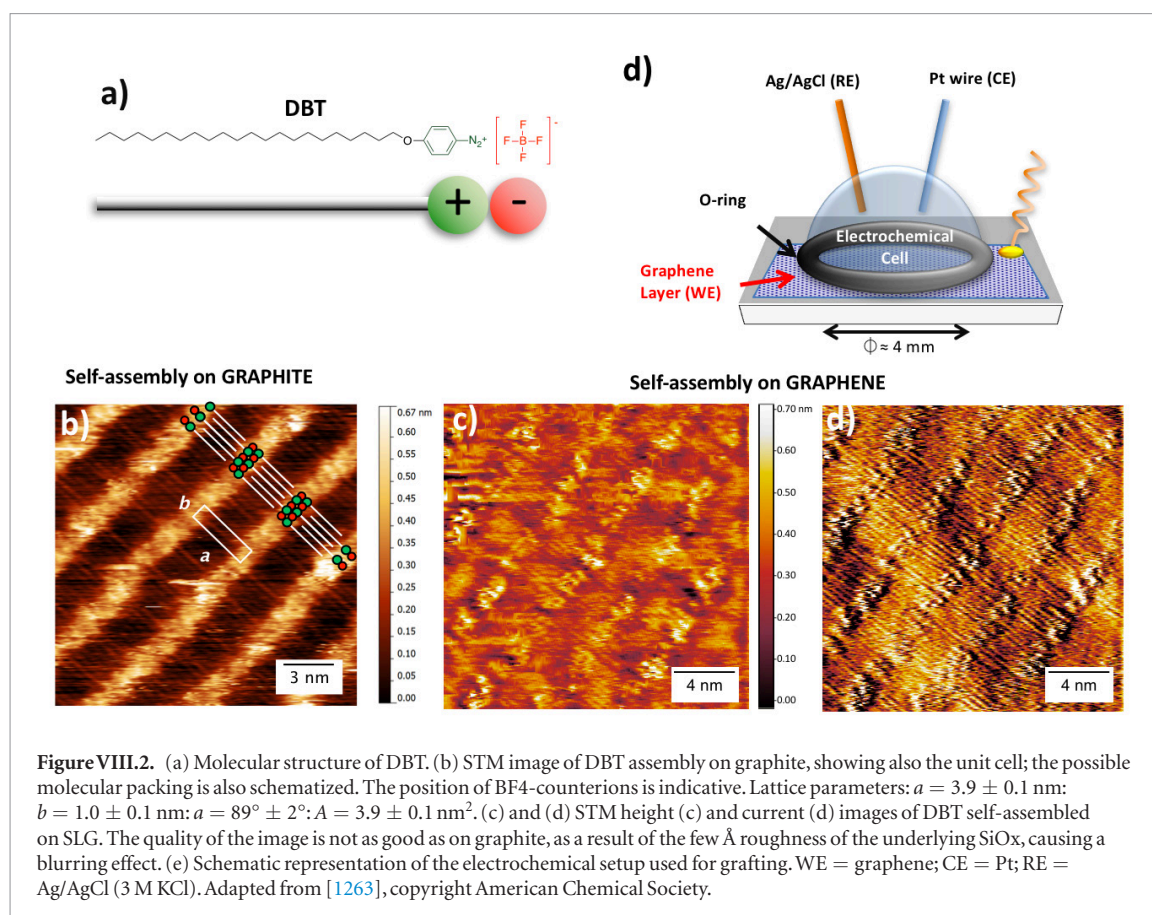 a)
DBT
O
N₂⁺
F
F-B-F
F
-
+
-
d)
Ag/AgCl (RE)
Pt wire (CE)
O-ring
Electrochemical
Cell
Graphene
Layer (WE)
Φ ≈ 4 mm
Self-assembly on GRAPHITE
Self-assembly on GRAPHENE
b)
b
a
3 nm
0.67 nm
0.60
0.55
0.50
0.45
0.40
0.35
0.30
0.25
0.20
0.15
0.10
0.00
c)
4 nm
0.70 nm
0.50
0.40
0.30
0.20
0.10
0.00
d)
4 nm
Figure VIII.2. (a) Molecular structure of DBT. (b) STM image of DBT assembly on graphite, showing also the unit cell; the possible
molecular packing is also schematized. The position of BF4-counterions is indicative. Lattice parameters: a = 3.9 ± 0.1 nm:
b = 1.0 ± 0.1 nm: a = 89° ± 2°: A = 3.9 ± 0.1 nm². (c) and (d) STM height (c) and current (d) images of DBT self-assembled
on SLG. The quality of the image is not as good as on graphite, as a result of the few Å roughness of the underlying SiOx, causing a
blurring effect. (e) Schematic representation of the electrochemical setup used for grafting. WE = graphene; CE = Pt; RE =
Ag/AgCl (3 M KCl). Adapted from [1263], copyright American Chemical Society.